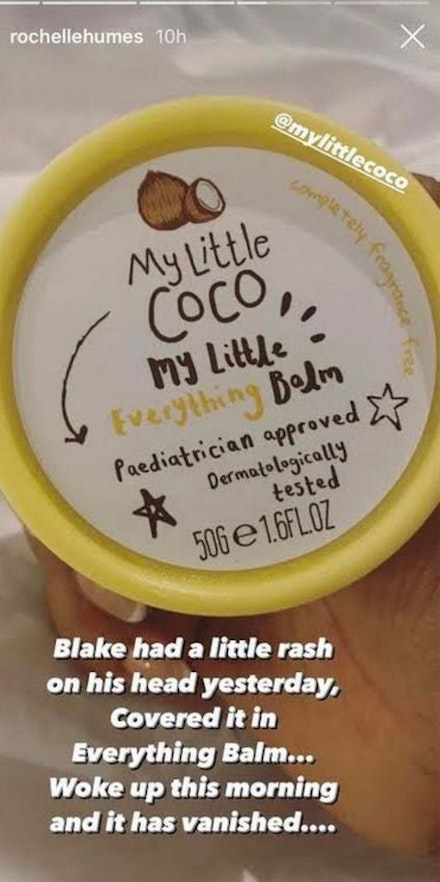 rochellehumes 10h
@mylittlecoco
completely fragrance free
My Little
COCO
My Little
Everything Balm
Paediatrician approved
Dermatologically
tested
50G e 1.6FL.OZ
Blake had a little rash
on his head yesterday,
Covered it in
Everything Balm...
Woke up this morning
and it has vanished....